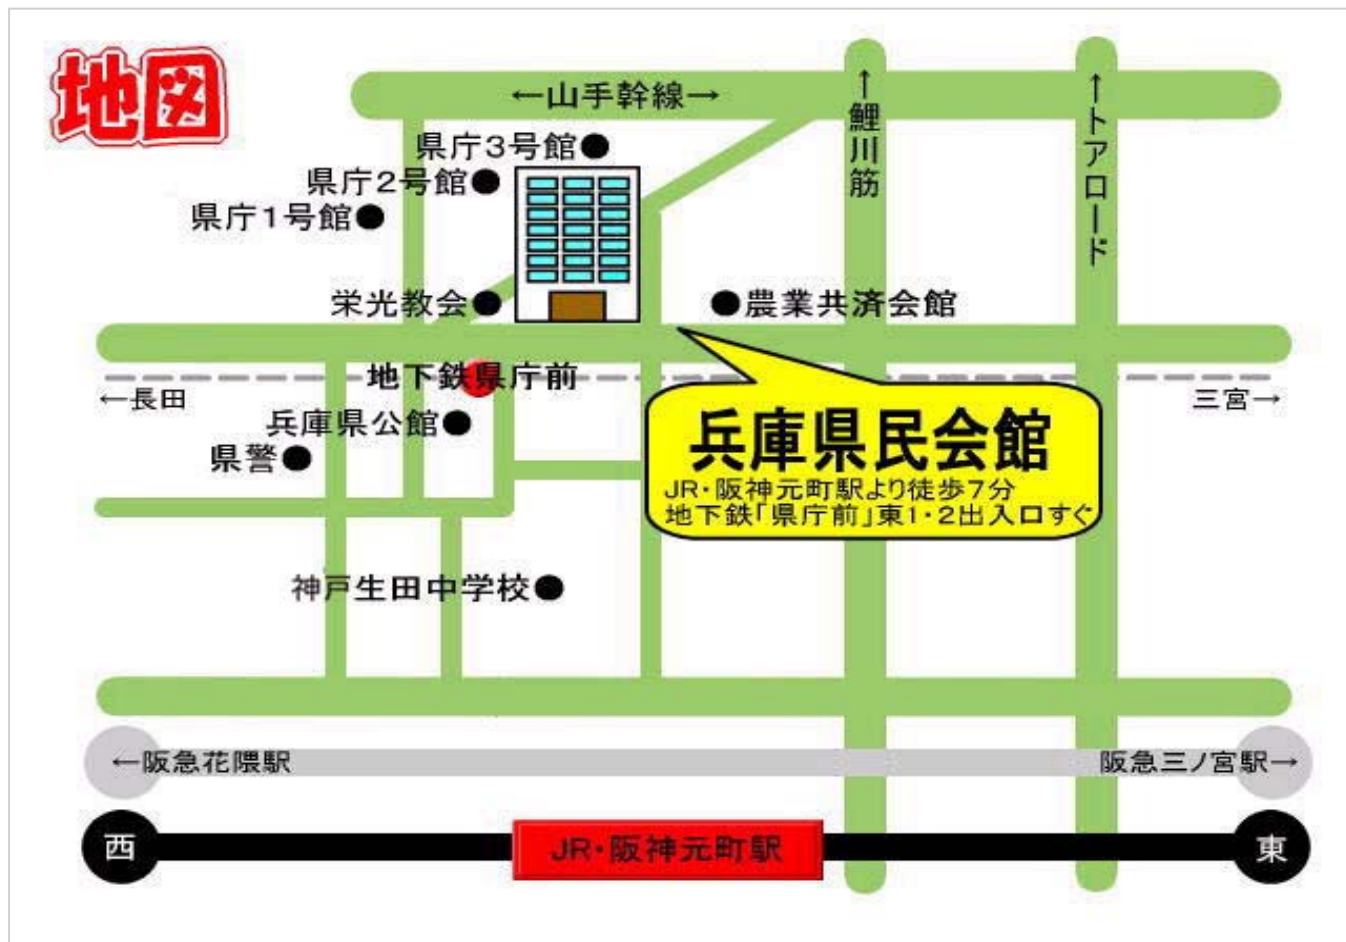 地図
←山手幹線→
↑鯉川筋
↑トアロード
県庁3号館●
県庁2号館●
県庁1号館●
栄光教会●
●農業共済会館
地下鉄県庁前
←長田
三宮→
兵庫県公館●
県警●
兵庫県民会館
JR・阪神元町駅より徒歩7分
地下鉄「県庁前」東1・2出入口すぐ
神戸生田中学校●
←阪急花隈駅
阪急三ノ宮駅→
西
JR・阪神元町駅
東